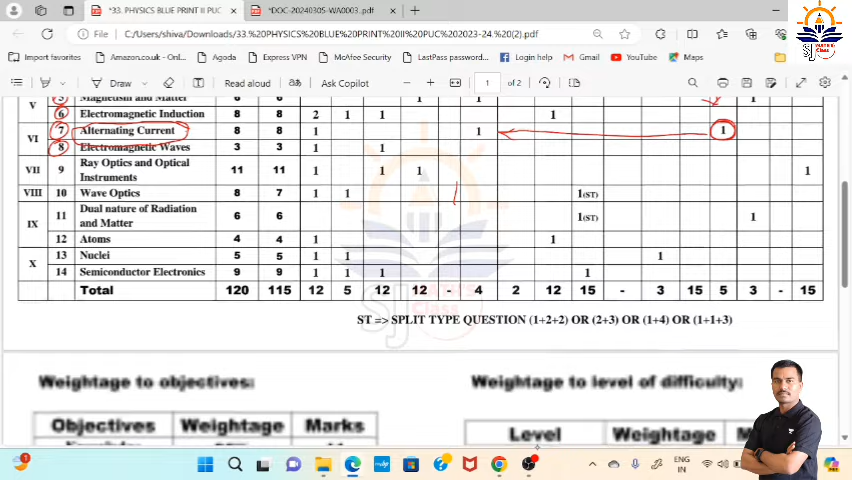 *33. PHYSICS BLUE PRINT II PUC × *DOC-20240305-WA0003..pdf × +
File C:/Users/shiva/Downloads/33.%20PHYSICS%20BLUE%20PRINT%20II%20PUC%202023-24.%20(2).pdf
Import favorites Amazon.co.uk - Onli... Agoda Express VPN McAfee Security LastPass password... Facebook login Gmail YouTube Maps
Draw Read aloud Ask Copilot 1 of 2
V 5 Magnetism and Matter 6 6 1 1 1
6 Electromagnetic Induction 8 8 2 1 1 1
VI 7 Alternating Current 8 8 1 1 1
8 Electromagnetic Waves 3 3 1 1
VII 9 Ray Optics and Optical Instruments 11 11 1 1 1 1
VIII 10 Wave Optics 8 7 1 1 1(ST)
IX 11 Dual nature of Radiation and Matter 6 6 1(ST) 1
12 Atoms 4 4 1 1
X 13 Nuclei 5 5 1 1 1
14 Semiconductor Electronics 9 9 1 1 1 1
Total 120 115 12 5 12 12 - 4 2 12 15 - 3 15 5 3 - 15
ST => SPLIT TYPE QUESTION (1+2+2) OR (2+3) OR (1+4) OR (1+1+3)
Weightage to objectives:
Weightage to level of difficulty:
Objectives Weightage Marks
Level Weightage
ENG
IN